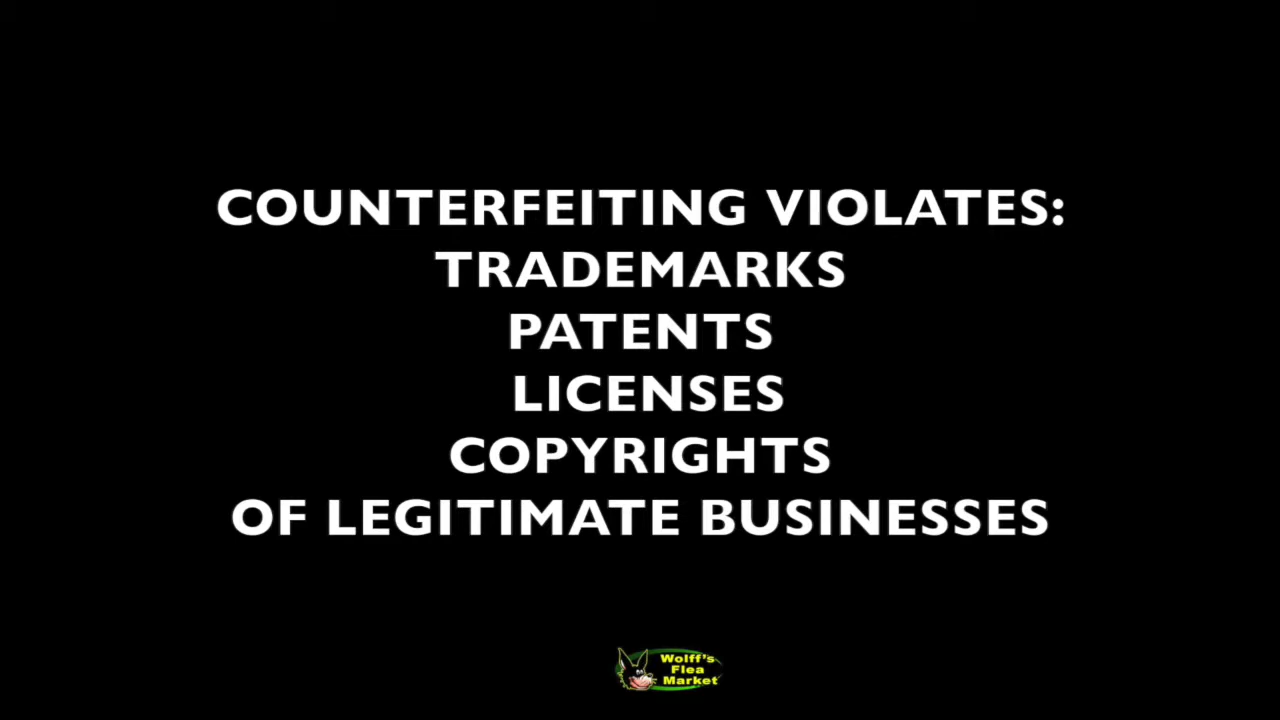 COUNTERFEITING VIOLATES:
TRADEMARKS
PATENTS
LICENSES
COPYRIGHTS
OF LEGITIMATE BUSINESSES
Wolff's
Flea
Market